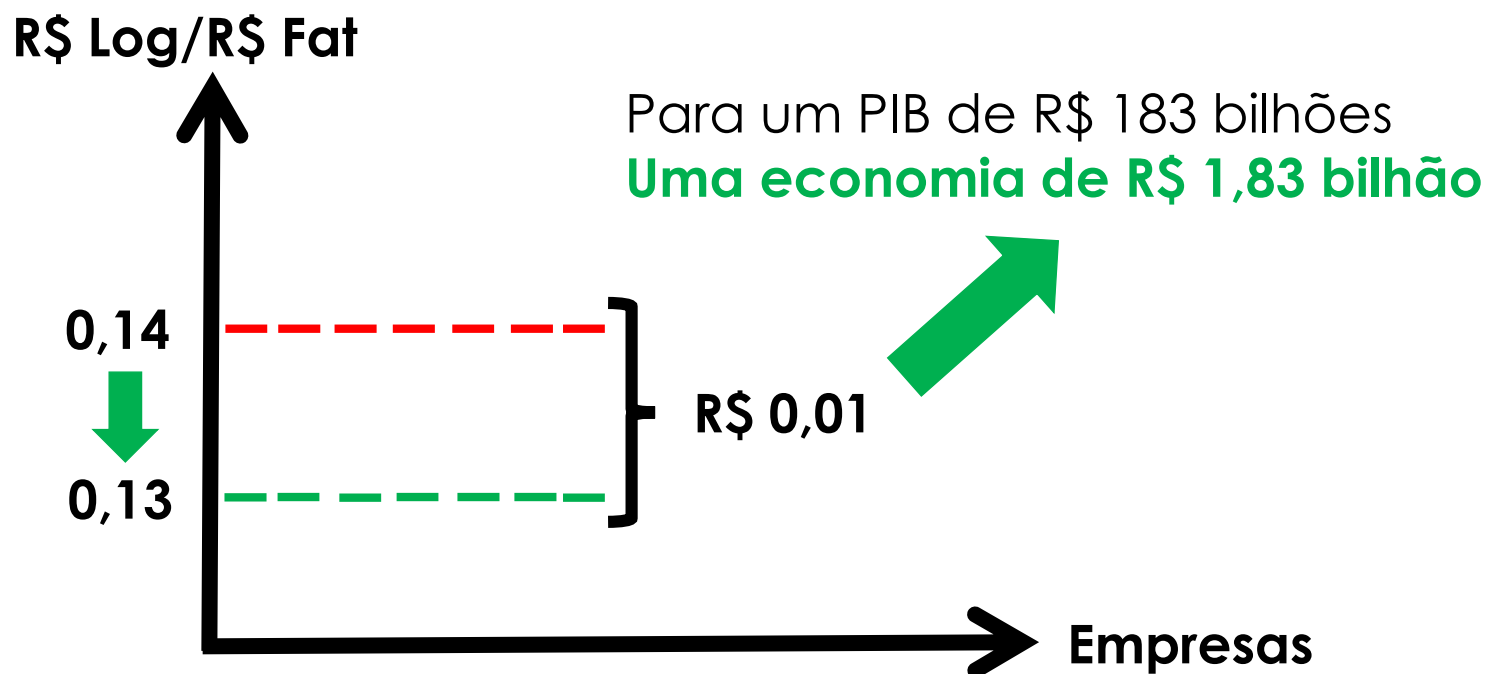 R$ Log/R$ Fat
Para um PIB de R$ 183 bilhões
Uma economia de R$ 1,83 bilhão
0,14
R$ 0,01
0,13
Empresas